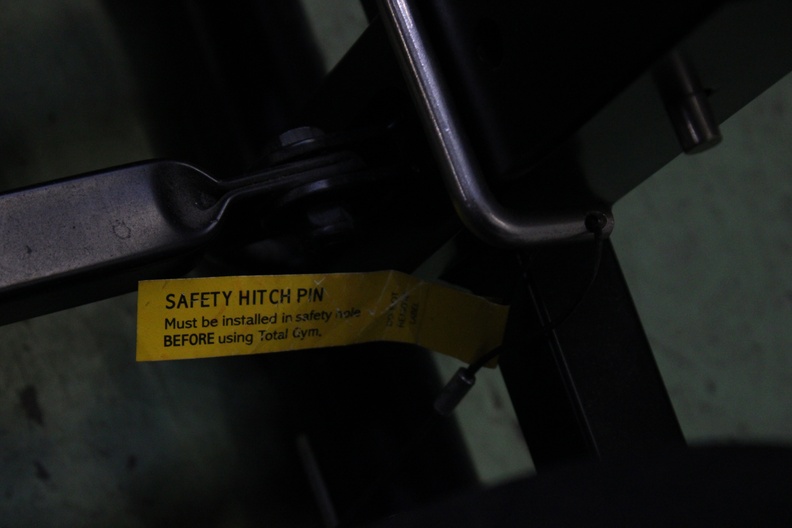 SAFETY HITCH PIN
Must be installed in safety hole
BEFORE using Total Gym.